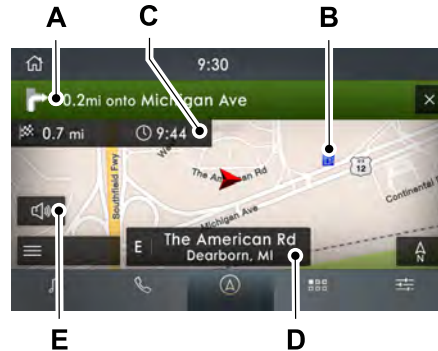 A
C
B
9:30
0.2mi onto Michigan Ave
0.7 mi
9:44
The American Rd
12
Southfield Fwy
Michigan Ave
Continental
E
The American Rd
Dearborn, MI
N
E
D